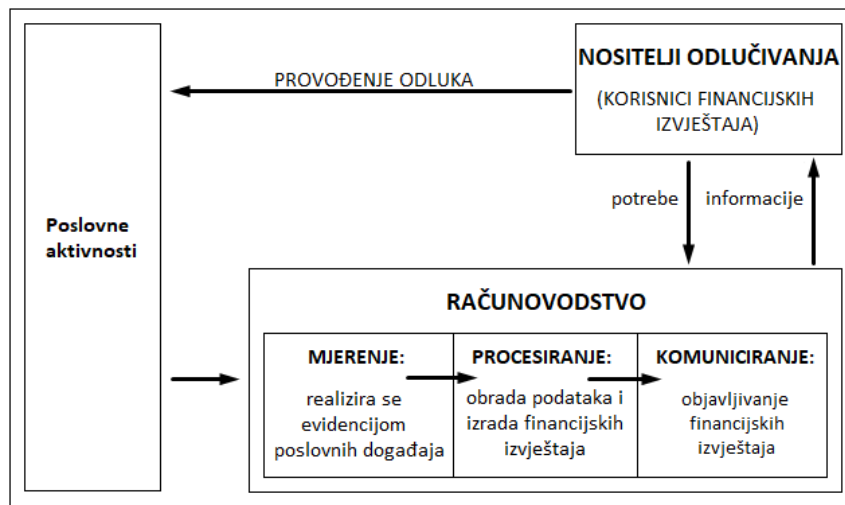 NOSITELJI ODLUČIVANJA
(KORISNICI FINANCIJSKIH
IZVJEŠTAJA)
PROVOĐENJE ODLUKA
potrebe
informacije
Poslovne
aktivnosti
RAČUNOVODSTVO
MJERENJE:
realizira se
evidencijom
poslovnih događaja
PROCESIRANJE:
obrada podataka i
izrada financijskih
izvještaja
KOMUNICIRANJE:
objavljivanje
financijskih
izvještaja